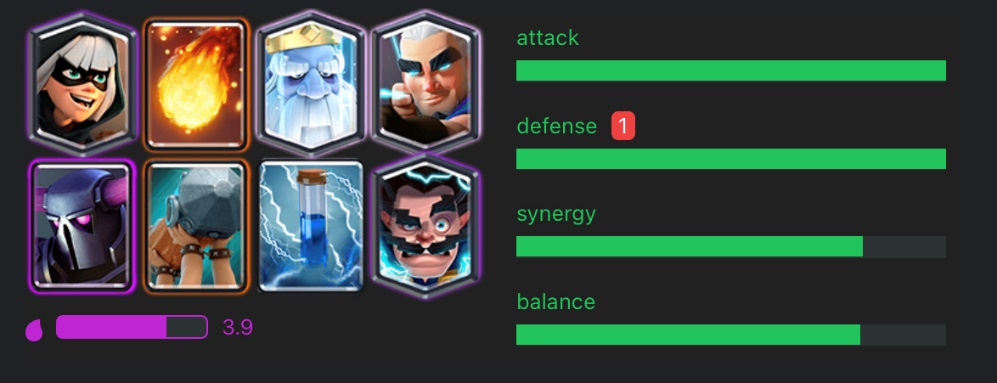 attack
defense 1
synergy
balance
3.9